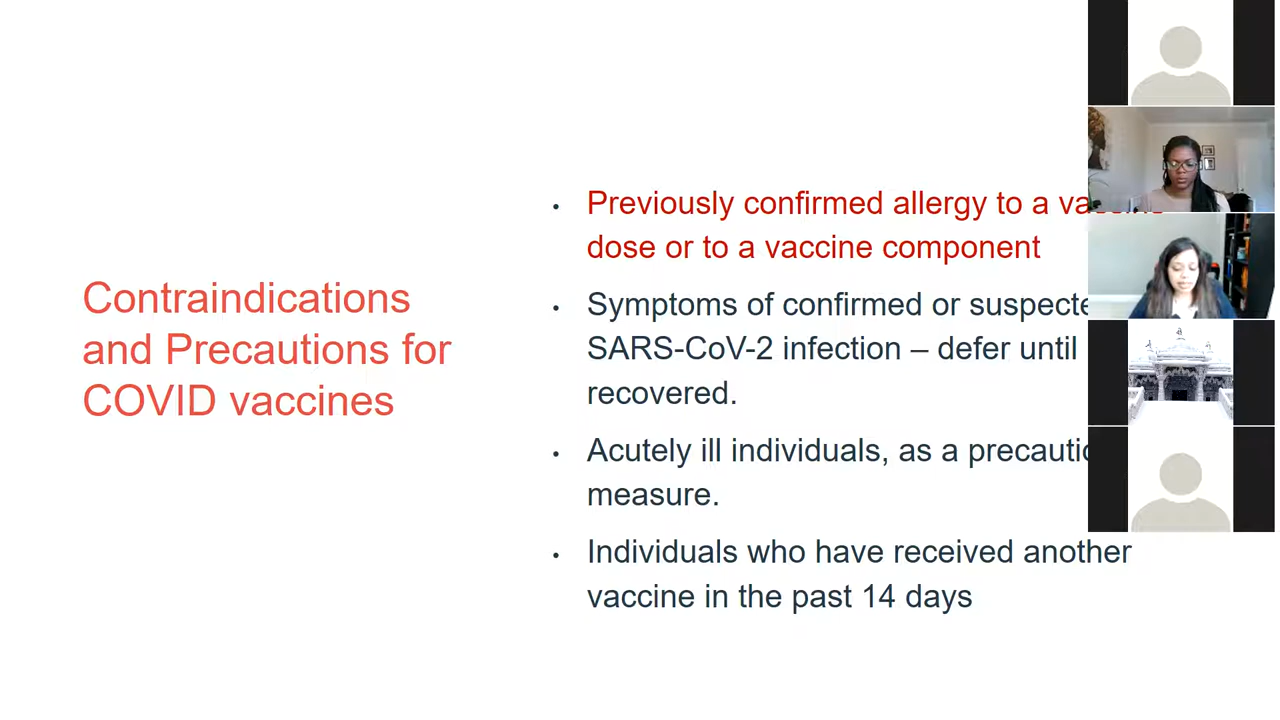 Contraindications
and Precautions for
COVID vaccines
• Previously confirmed allergy to a vaccine
dose or to a vaccine component
• Symptoms of confirmed or
SARS-CoV-2 infection – defer until
recovered.
• Acutely ill individuals, as a
measure.
• Individuals who have received another
vaccine in the past 14 days